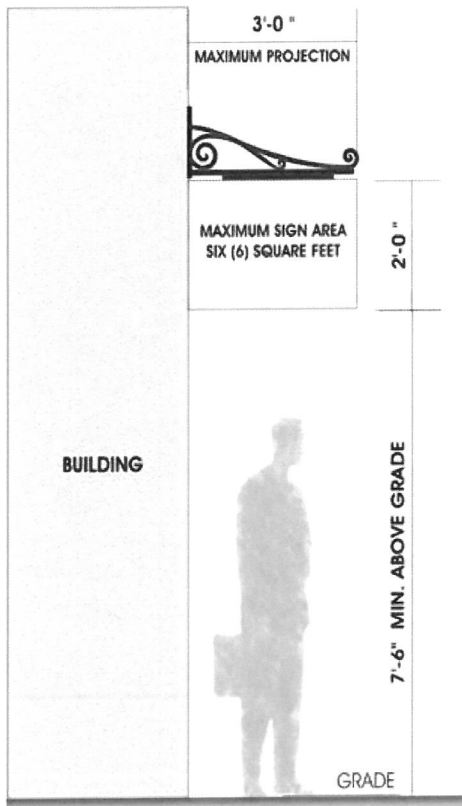 3'-0 "
MAXIMUM PROJECTION
MAXIMUM SIGN AREA
SIX (6) SQUARE FEET
2'-0 "
BUILDING
7'-6" MIN. ABOVE GRADE
GRADE